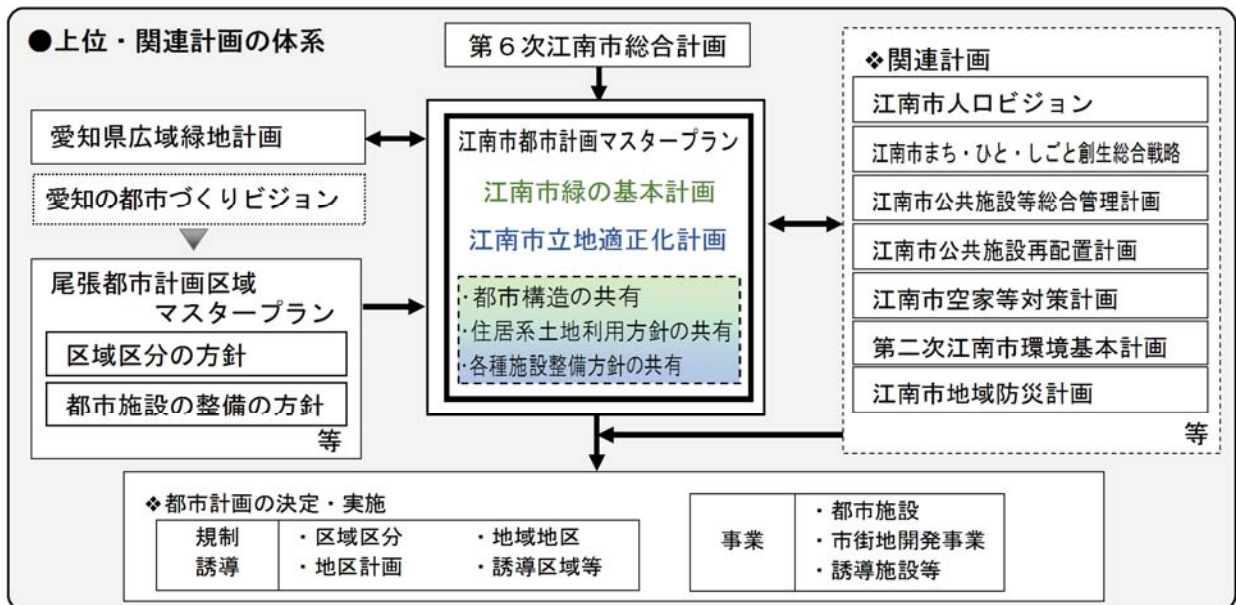 ●上位・関連計画の体系
第６次江南市総合計画
愛知県広域緑地計画
愛知の都市づくりビジョン
尾張都市計画区域
マスタープラン
区域区分の方針
都市施設の整備の方針
等
江南市都市計画マスタープラン
江南市緑の基本計画
江南市立地適正化計画
・都市構造の共有
・住居系土地利用方針の共有
・各種施設整備方針の共有
❖関連計画
江南市人口ビジョン
江南市まち・ひと・しごと創生総合戦略
江南市公共施設等総合管理計画
江南市公共施設再配置計画
江南市空家等対策計画
第二次江南市環境基本計画
江南市地域防災計画
等
❖都市計画の決定・実施
規制
誘導
・区域区分 ・地域地区
・地区計画 ・誘導区域等
事業
・都市施設
・市街地開発事業
・誘導施設等